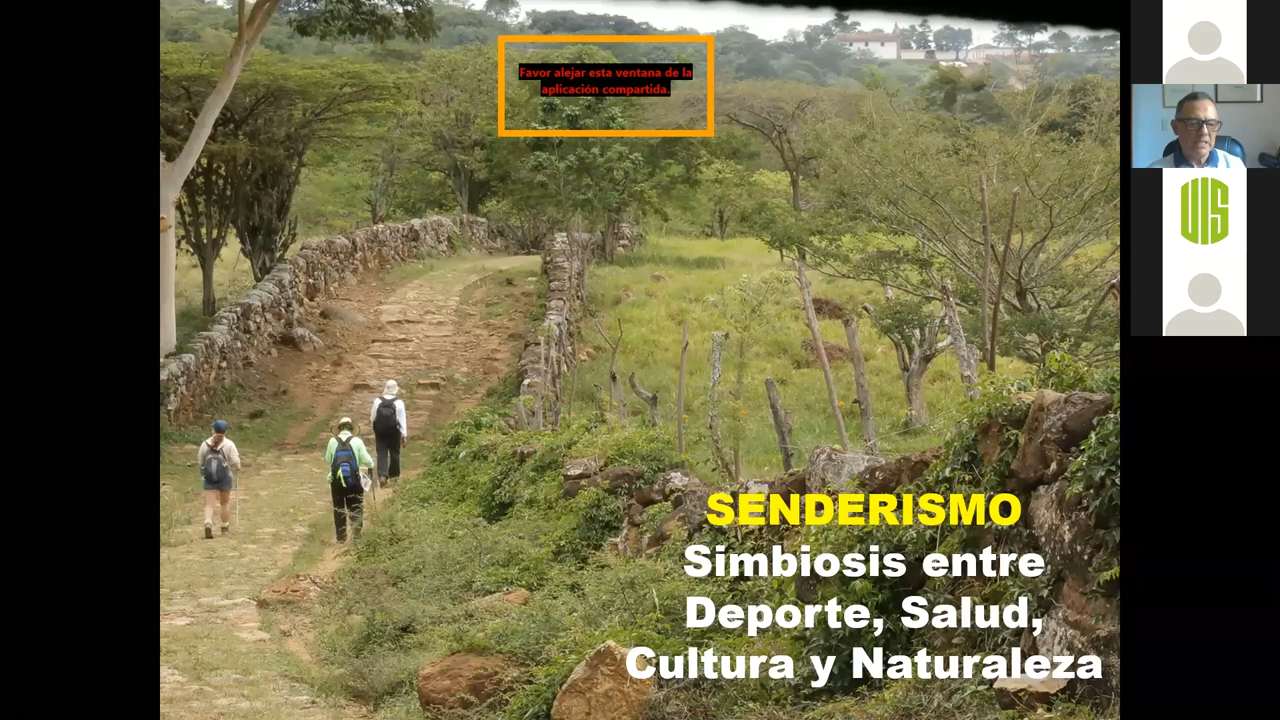 Favor alejar esta ventana de la
aplicación compartida.
UIS
SENDERISMO
Simbiosis entre
Deporte, Salud,
Cultura y Naturaleza